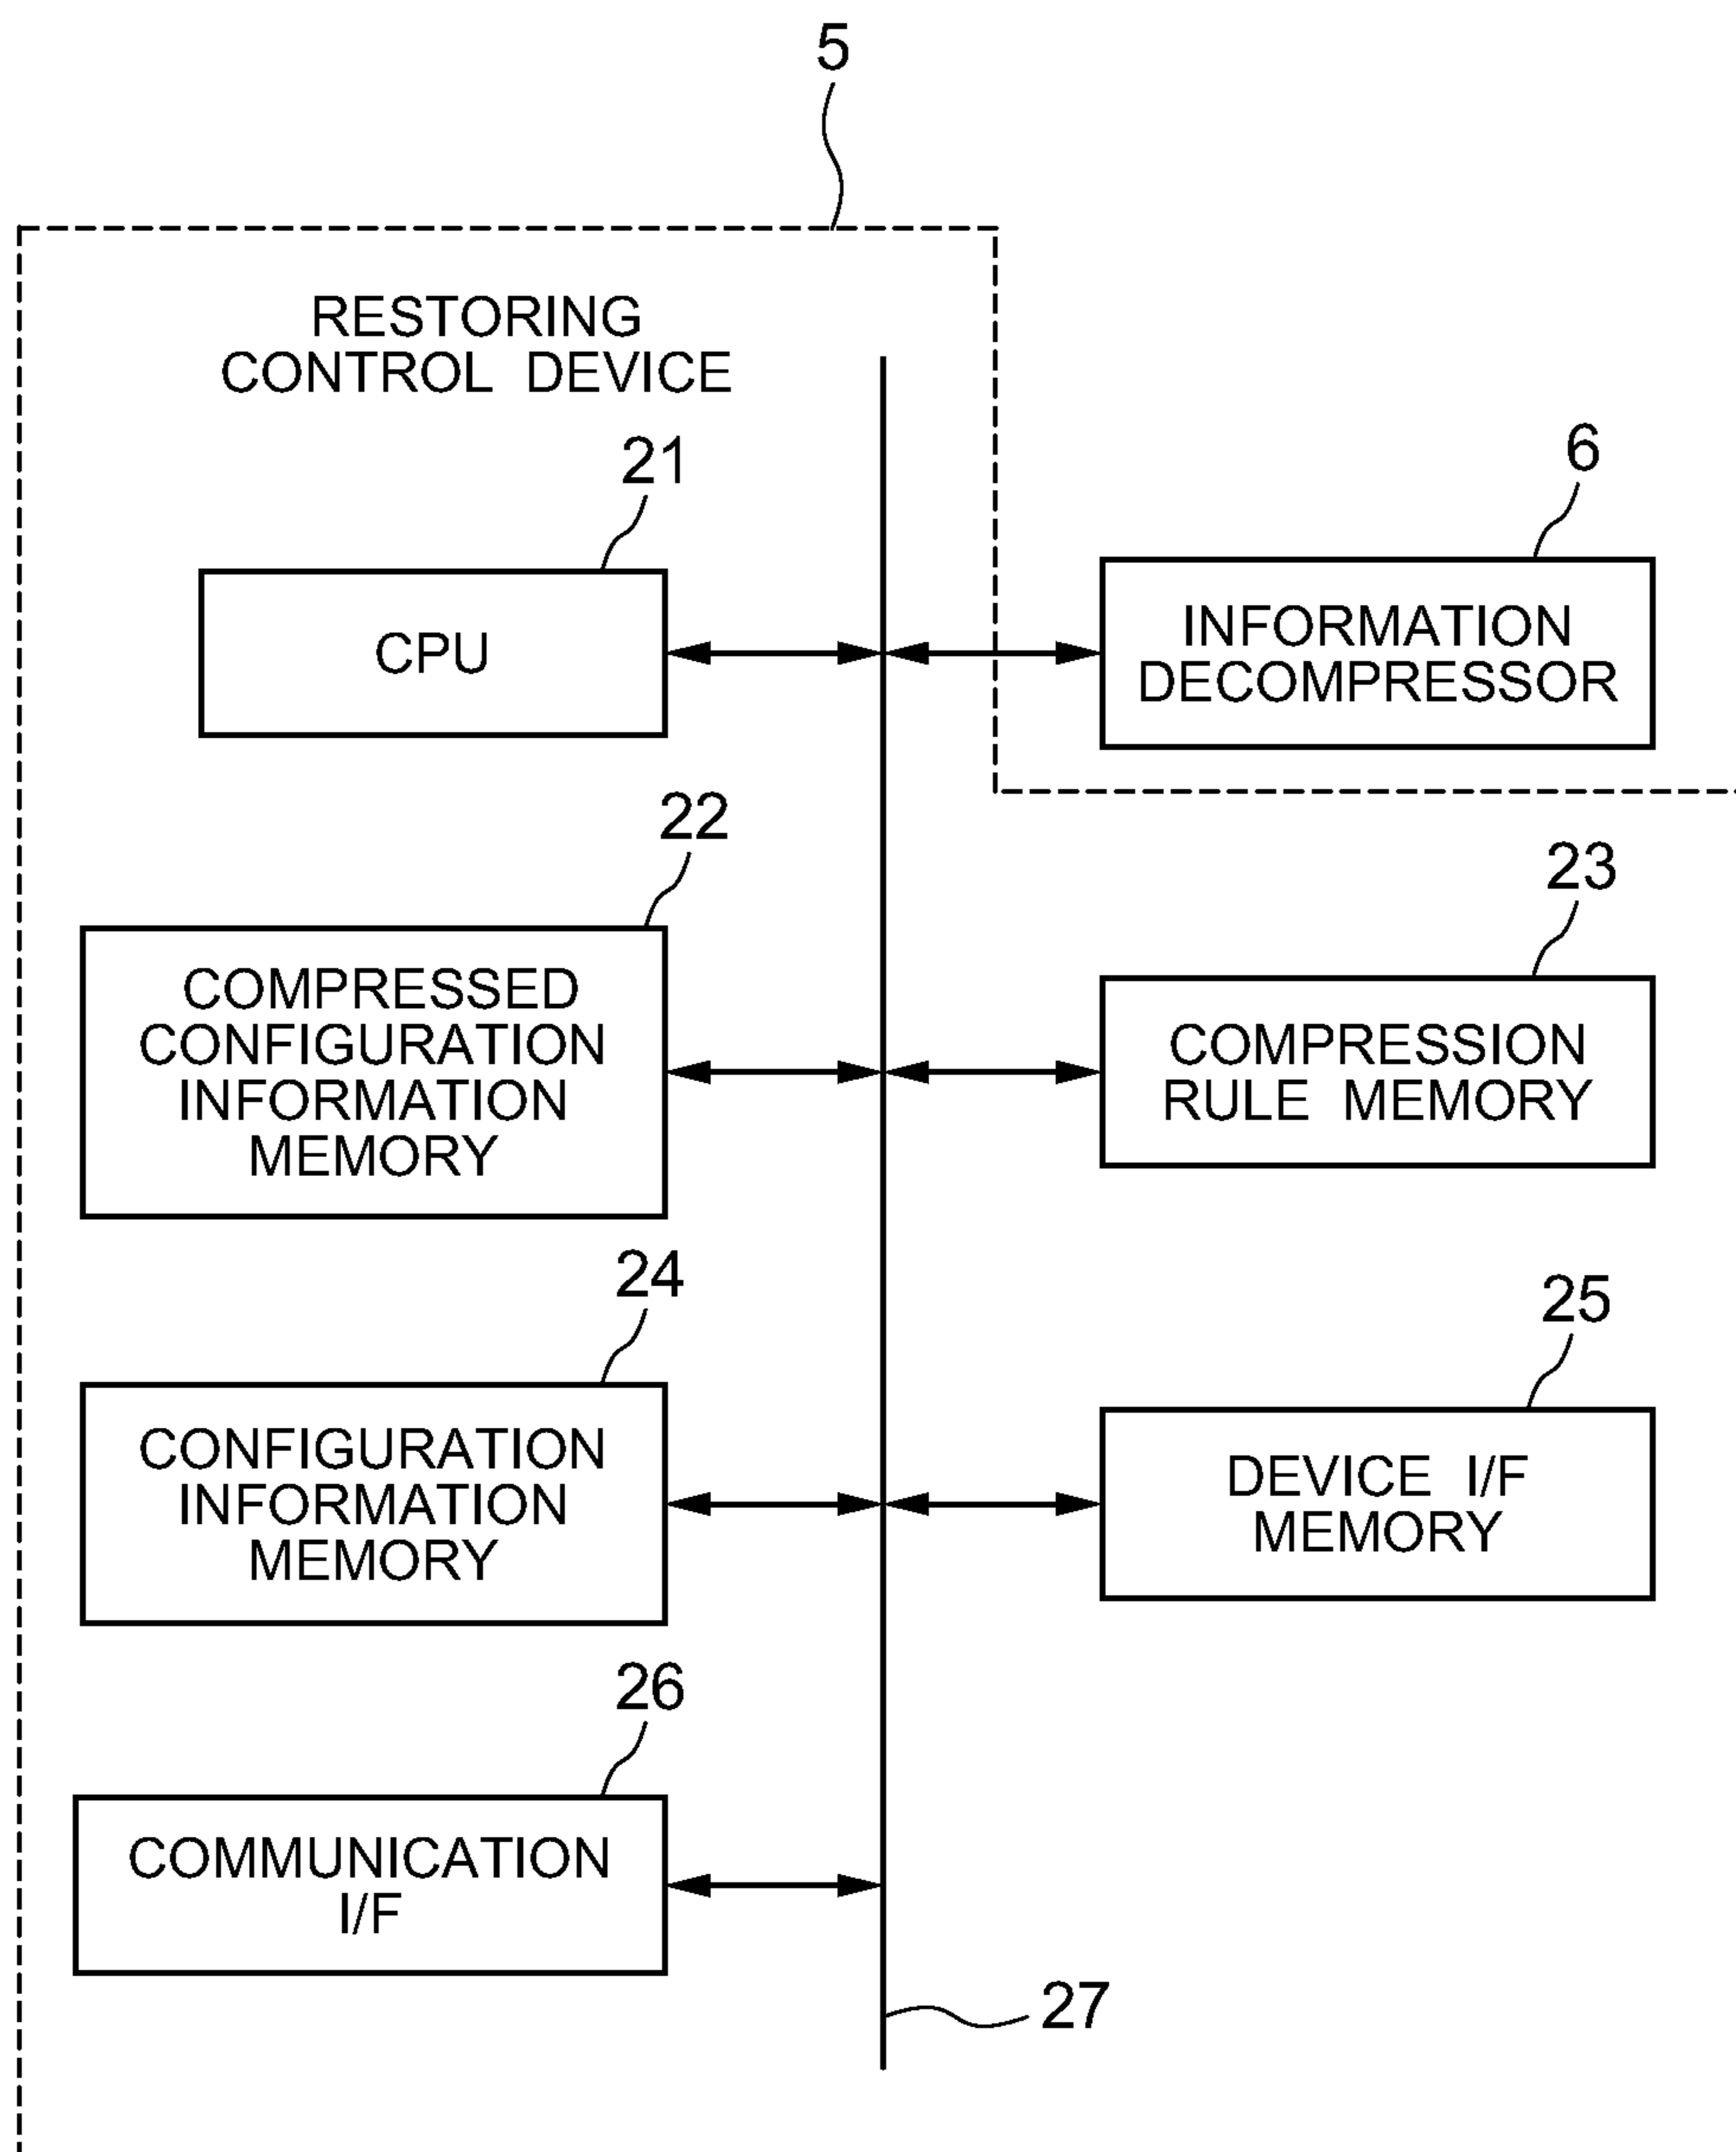 5
RESTORING
CONTROL DEVICE
21
CPU
6
INFORMATION
DECOMPRESSOR
22
COMPRESSED
CONFIGURATION
INFORMATION
MEMORY
23
COMPRESSION
RULE MEMORY
24
CONFIGURATION
INFORMATION
MEMORY
25
DEVICE I/F
MEMORY
26
COMMUNICATION
I/F
27